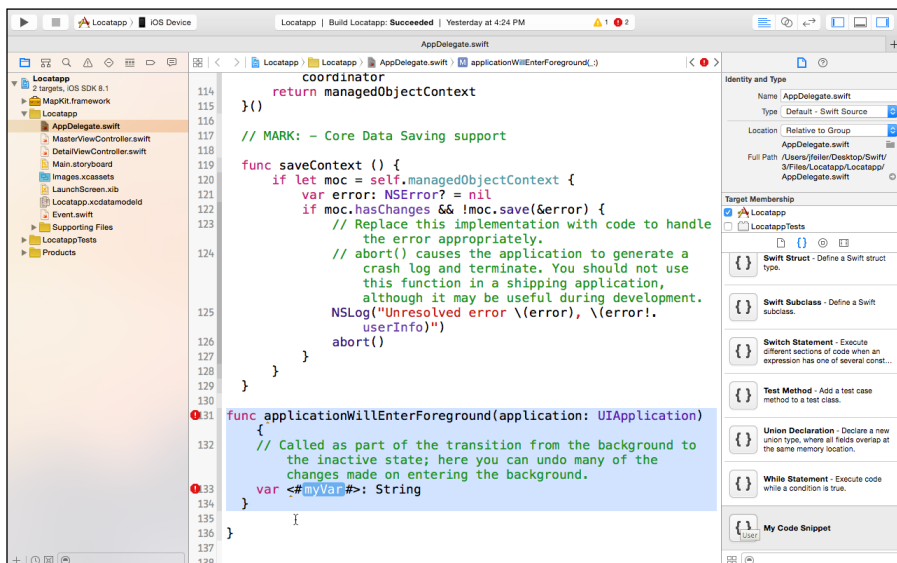 Locatapp
iOS Device
Locatapp | Build Locatapp: Succeeded | Yesterday at 4:24 PM
1
2
AppDelegate.swift
Locatapp
2 targets, iOS SDK 8.1
MapKit.framework
Locatapp
AppDelegate.swift
MasterViewController.swift
DetailViewController.swift
Main.storyboard
Images.xcassets
LaunchScreen.xib
Locatapp.xcdatamodeld
Event.swift
Supporting Files
LocatappTests
Products
Locatapp
Locatapp
AppDelegate.swift
M applicationWillEnterForeground(_:)
coordinator
114 return managedObjectContext
115 }()
116
117 // MARK: - Core Data Saving support
118
119 func saveContext () {
120 if let moc = self.managedObjectContext {
121 var error: NSError? = nil
122 if moc.hasChanges && !moc.save(&error) {
123 // Replace this implementation with code to handle
the error appropriately.
124 // abort() causes the application to generate a
crash log and terminate. You should not use
this function in a shipping application,
although it may be useful during development.
125 NSLog("Unresolved error \(error), \(error!.
userInfo)")
126 abort()
127 }
128 }
129 }
130
131 func applicationWillEnterForeground(application: UIApplication)
{
132 // Called as part of the transition from the background to
the inactive state; here you can undo many of the
changes made on entering the background.
133 var <#myVar#>: String
134 }
135
136 }
137
138
Identity and Type
Name AppDelegate.swift
Type Default - Swift Source
Location Relative to Group
AppDelegate.swift
Full Path /Users/jfeiler/Desktop/Swift/
3/Files/Locatapp/Locatapp/
AppDelegate.swift
Target Membership
Locatapp
LocatappTests
{} Swift Struct - Define a Swift struct
type.
{} Swift Subclass - Define a Swift
subclass.
{} Switch Statement - Execute
different sections of code when an
expression has one of several const...
{} Test Method - Add a test case
method to a test class.
{} Union Declaration - Declare a new
union type, where all fields overlap at
the same memory location.
{} While Statement - Execute code
while a condition is true.
{} User My Code Snippet